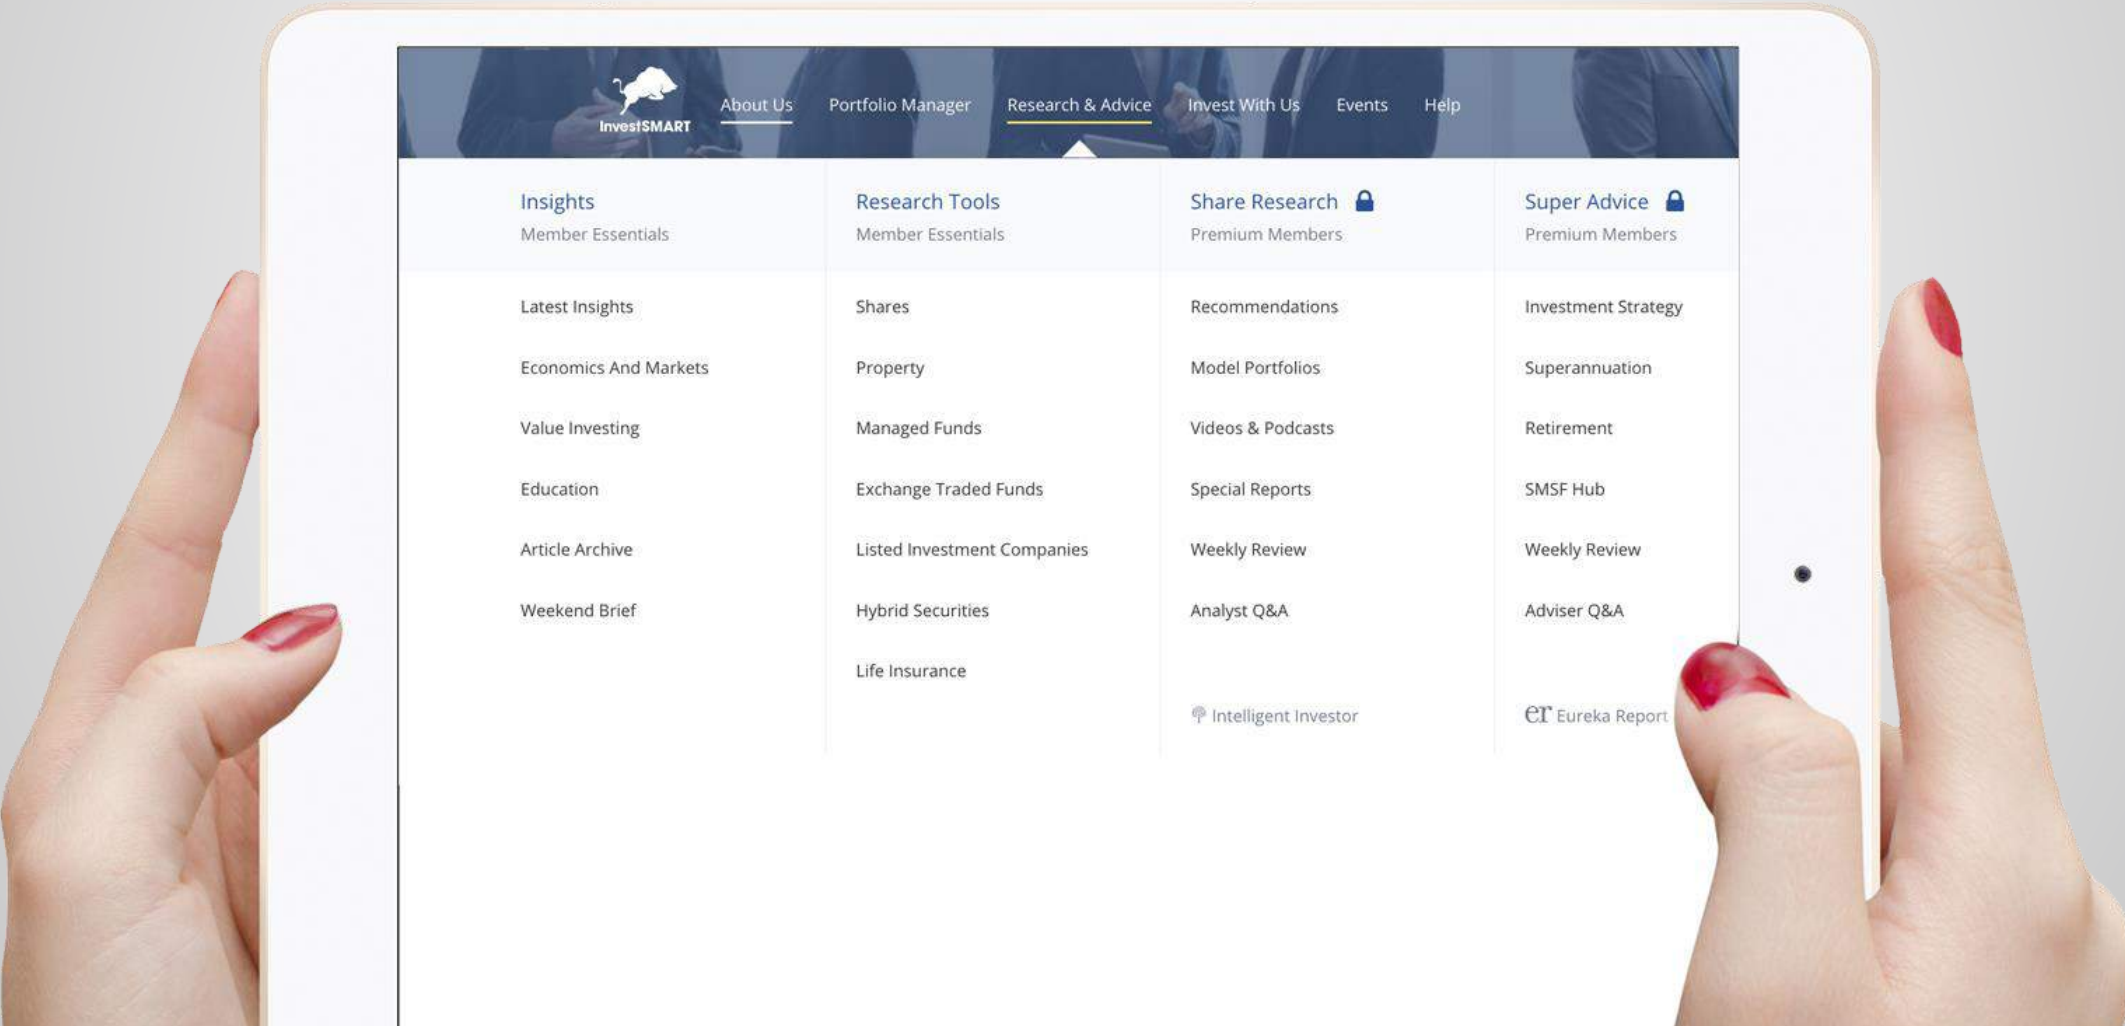 InvestSMART
About Us
Portfolio Manager
Research & Advice
Invest With Us
Events
Help
Insights
Member Essentials
Latest Insights
Economics And Markets
Value Investing
Education
Article Archive
Weekend Brief
Research Tools
Member Essentials
Shares
Property
Managed Funds
Exchange Traded Funds
Listed Investment Companies
Hybrid Securities
Life Insurance
Share Research
Premium Members
Recommendations
Model Portfolios
Videos & Podcasts
Special Reports
Weekly Review
Analyst Q&A
Intelligent Investor
Super Advice
Premium Members
Investment Strategy
Superannuation
Retirement
SMSF Hub
Weekly Review
Adviser Q&A
er Eureka Report